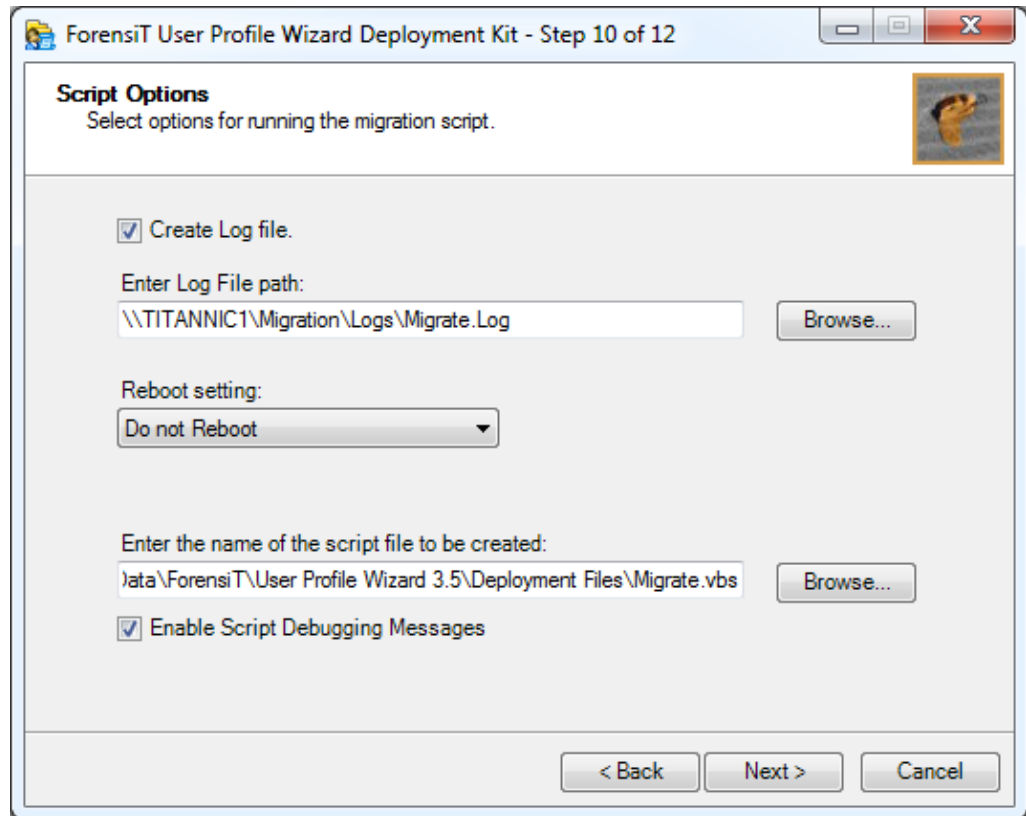 ForensiT User Profile Wizard Deployment Kit - Step 10 of 12
Script Options
Select options for running the migration script.
Create Log file.
Enter Log File path:
\\TITANNIC1\Migration\Logs\Migrate.Log
Browse...
Reboot setting:
Do not Reboot
Enter the name of the script file to be created:
)ata\ForensiT\User Profile Wizard 3.5\Deployment Files\Migrate.vbs
Browse...
Enable Script Debugging Messages
< Back
Next >
Cancel